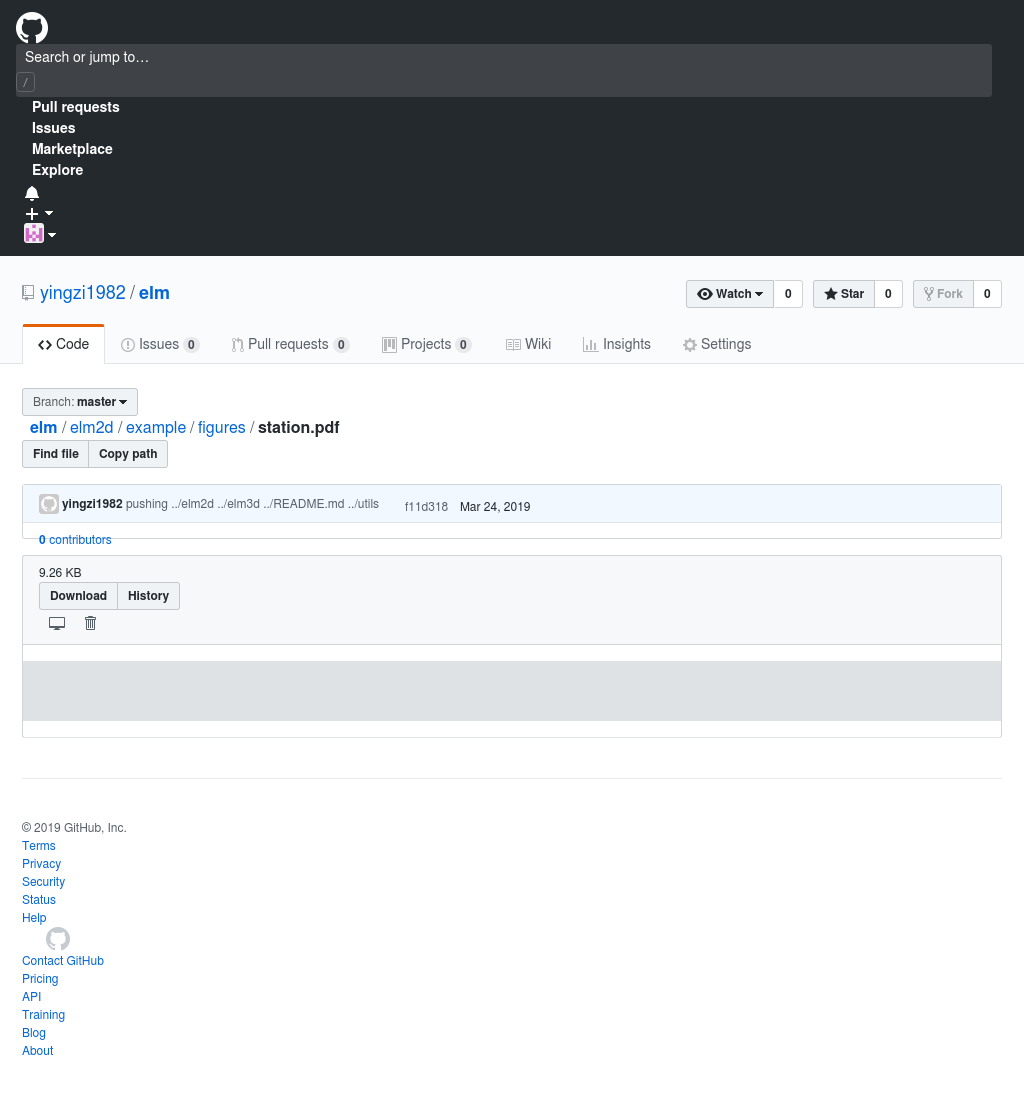 Search or jump to…
/
Pull requests
Issues
Marketplace
Explore
yingzi1982 / elm
Watch 0 Star 0 Fork 0
Code Issues 0 Pull requests 0 Projects 0 Wiki Insights Settings
Branch: master
elm / elm2d / example / figures / station.pdf
Find file Copy path
yingzi1982 pushing ../elm2d ../elm3d ../README.md ../utils f11d318 Mar 24, 2019
0 contributors
9.26 KB
Download History
© 2019 GitHub, Inc.
Terms
Privacy
Security
Status
Help
Contact GitHub
Pricing
API
Training
Blog
About